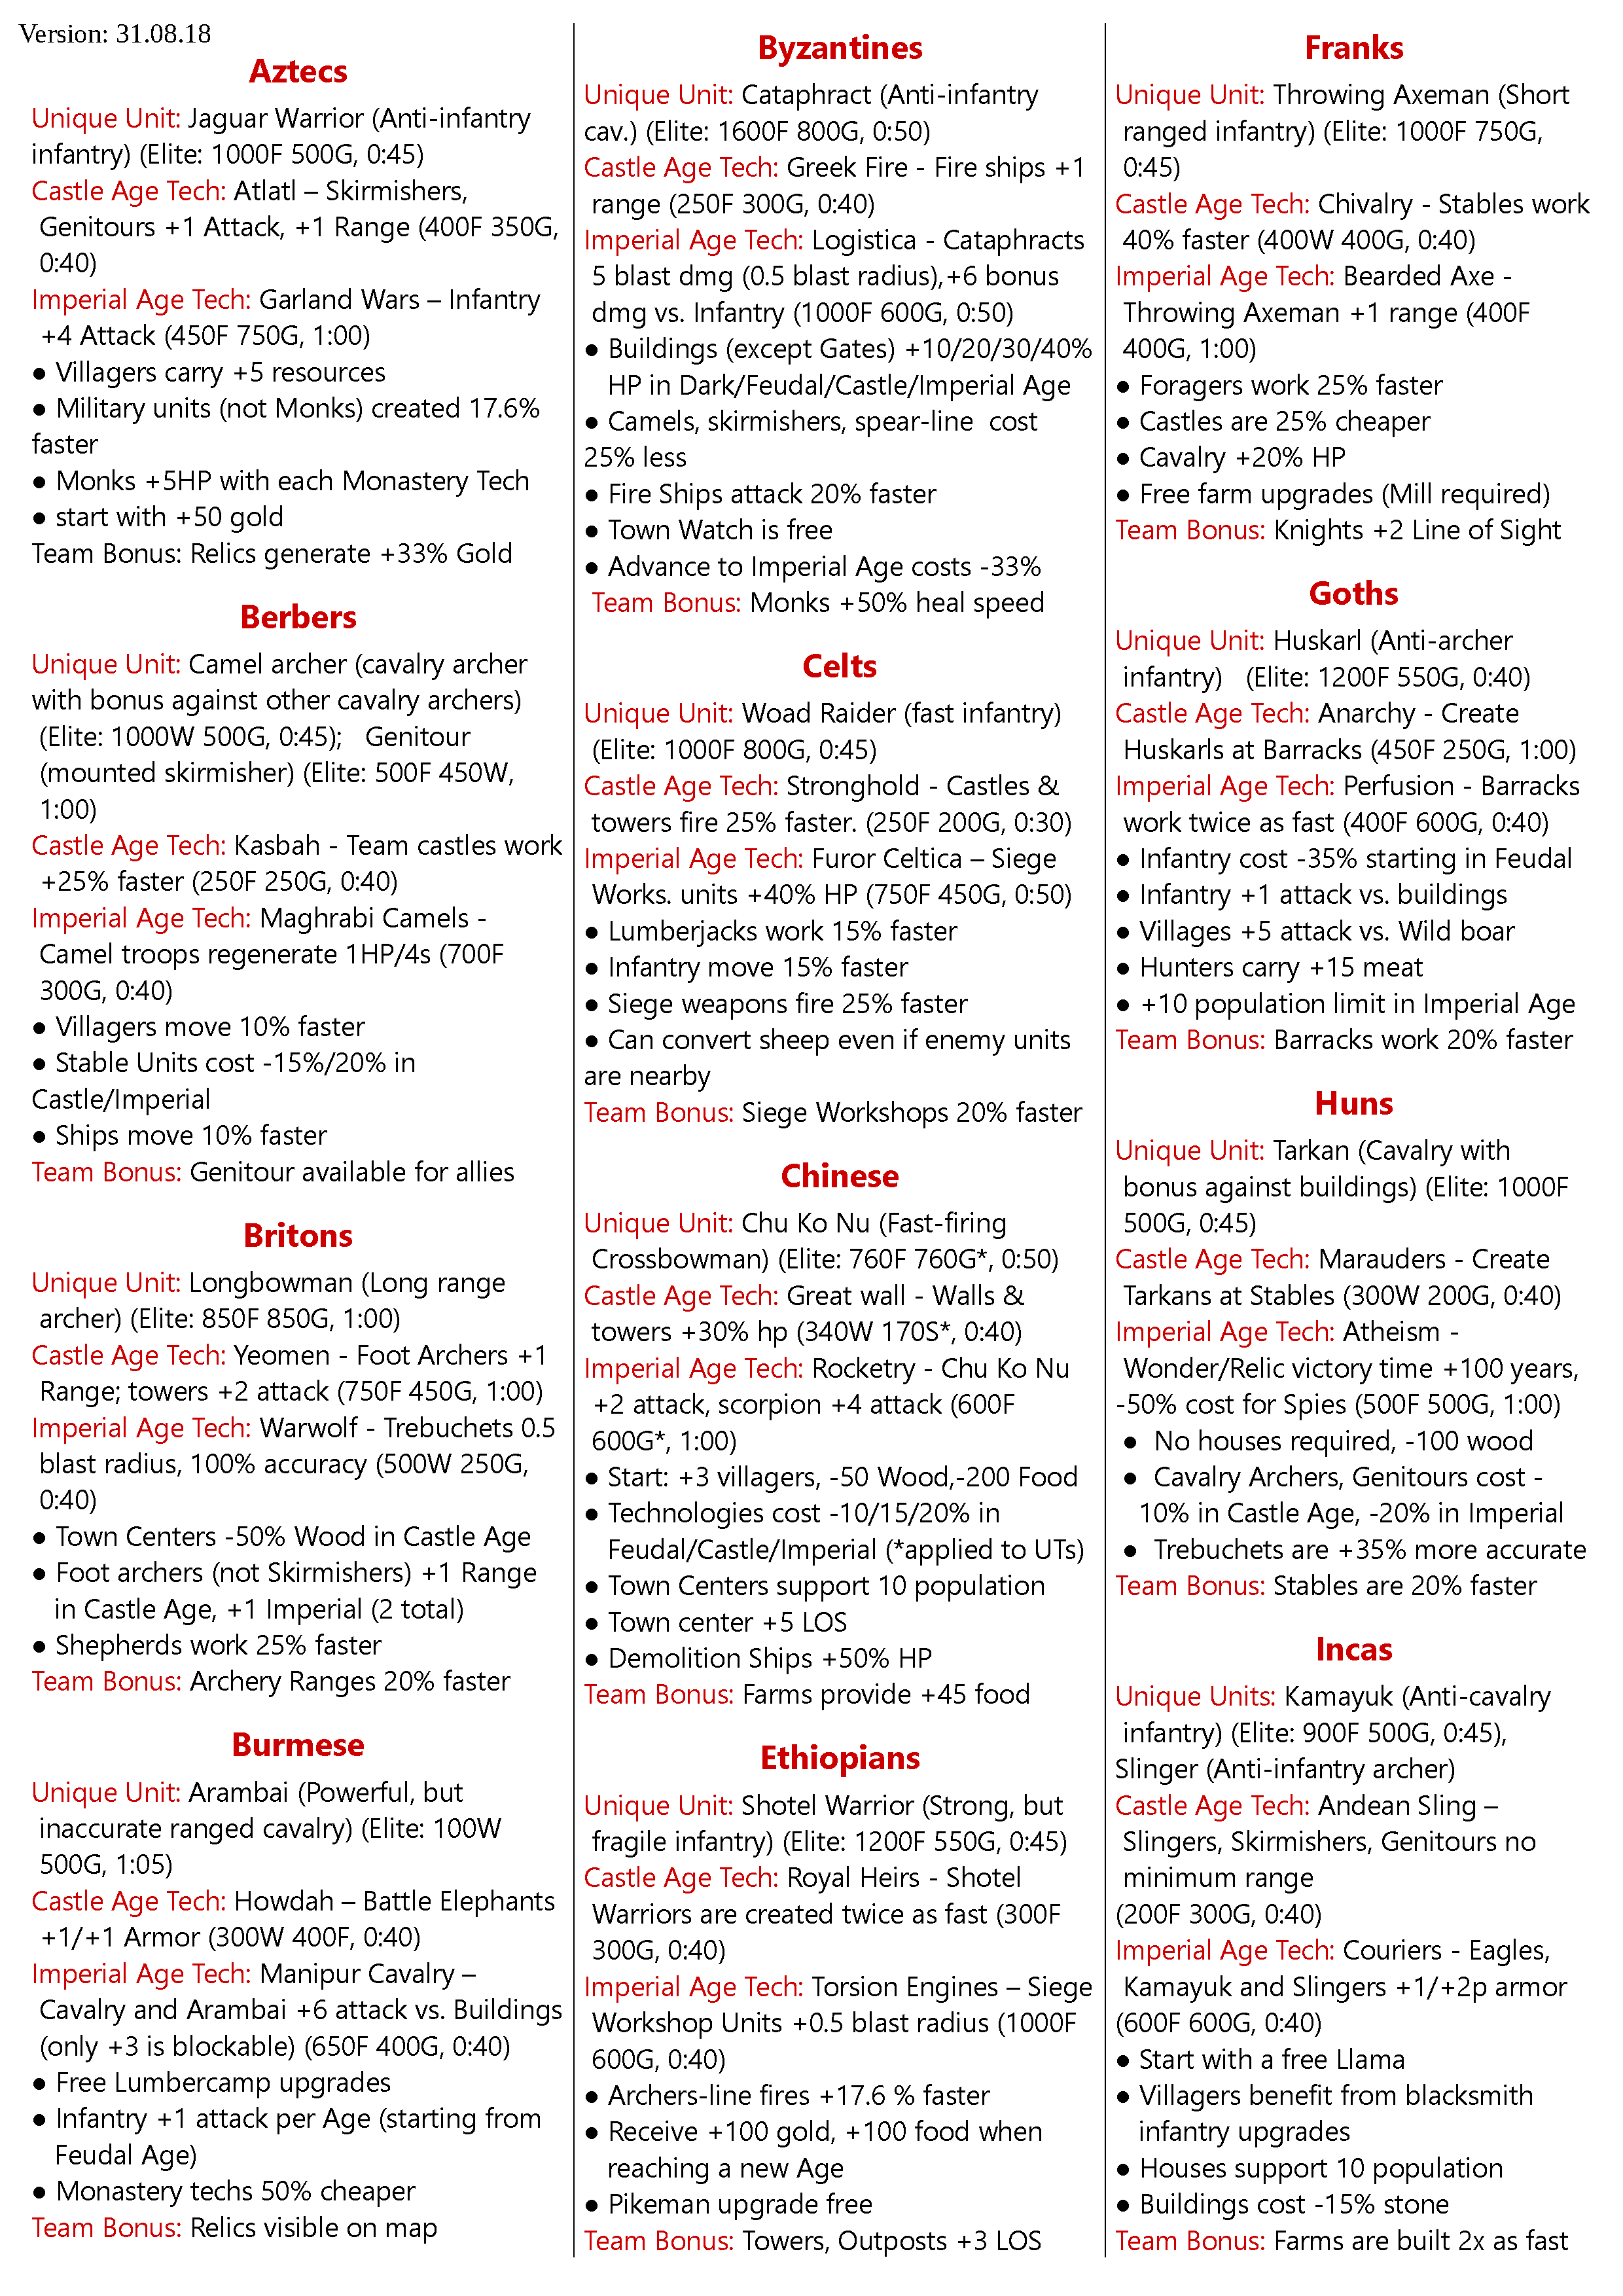 Version: 31.08.18
Aztecs
Unique Unit: Jaguar Warrior (Anti-infantry
infantry) (Elite: 1000F 500G, 0:45)
Castle Age Tech: Atlatl – Skirmishers,
Genitours +1 Attack, +1 Range (400F 350G,
0:40)
Imperial Age Tech: Garland Wars – Infantry
+4 Attack (450F 750G, 1:00)
● Villagers carry +5 resources
● Military units (not Monks) created 17.6%
faster
● Monks +5HP with each Monastery Tech
● start with +50 gold
Team Bonus: Relics generate +33% Gold
Berbers
Unique Unit: Camel archer (cavalry archer
with bonus against other cavalry archers)
(Elite: 1000W 500G, 0:45); Genitour
(mounted skirmisher) (Elite: 500F 450W,
1:00)
Castle Age Tech: Kasbah - Team castles work
+25% faster (250F 250G, 0:40)
Imperial Age Tech: Maghrabi Camels -
Camel troops regenerate 1HP/4s (700F
300G, 0:40)
● Villagers move 10% faster
● Stable Units cost -15%/20% in
Castle/Imperial
● Ships move 10% faster
Team Bonus: Genitour available for allies
Britons
Unique Unit: Longbowman (Long range
archer) (Elite: 850F 850G, 1:00)
Castle Age Tech: Yeomen - Foot Archers +1
Range; towers +2 attack (750F 450G, 1:00)
Imperial Age Tech: Warwolf - Trebuchets 0.5
blast radius, 100% accuracy (500W 250G,
0:40)
● Town Centers -50% Wood in Castle Age
● Foot archers (not Skirmishers) +1 Range
in Castle Age, +1 Imperial (2 total)
● Shepherds work 25% faster
Team Bonus: Archery Ranges 20% faster
Burmese
Unique Unit: Arambai (Powerful, but
inaccurate ranged cavalry) (Elite: 100W
500G, 1:05)
Castle Age Tech: Howdah – Battle Elephants
+1/+1 Armor (300W 400F, 0:40)
Imperial Age Tech: Manipur Cavalry –
Cavalry and Arambai +6 attack vs. Buildings
(only +3 is blockable) (650F 400G, 0:40)
● Free Lumbercamp upgrades
● Infantry +1 attack per Age (starting from
Feudal Age)
● Monastery techs 50% cheaper
Team Bonus: Relics visible on map
Byzantines
Unique Unit: Cataphract (Anti-infantry
cav.) (Elite: 1600F 800G, 0:50)
Castle Age Tech: Greek Fire - Fire ships +1
range (250F 300G, 0:40)
Imperial Age Tech: Logistica - Cataphracts
5 blast dmg (0.5 blast radius),+6 bonus
dmg vs. Infantry (1000F 600G, 0:50)
● Buildings (except Gates) +10/20/30/40%
HP in Dark/Feudal/Castle/Imperial Age
● Camels, skirmishers, spear-line cost
25% less
● Fire Ships attack 20% faster
● Town Watch is free
● Advance to Imperial Age costs -33%
Team Bonus: Monks +50% heal speed
Celts
Unique Unit: Woad Raider (fast infantry)
(Elite: 1000F 800G, 0:45)
Castle Age Tech: Stronghold - Castles &
towers fire 25% faster. (250F 200G, 0:30)
Imperial Age Tech: Furor Celtica – Siege
Works. units +40% HP (750F 450G, 0:50)
● Lumberjacks work 15% faster
● Infantry move 15% faster
● Siege weapons fire 25% faster
● Can convert sheep even if enemy units
are nearby
Team Bonus: Siege Workshops 20% faster
Chinese
Unique Unit: Chu Ko Nu (Fast-firing
Crossbowman) (Elite: 760F 760G*, 0:50)
Castle Age Tech: Great wall - Walls &
towers +30% hp (340W 170S*, 0:40)
Imperial Age Tech: Rocketry - Chu Ko Nu
+2 attack, scorpion +4 attack (600F
600G*, 1:00)
● Start: +3 villagers, -50 Wood,-200 Food
● Technologies cost -10/15/20% in
Feudal/Castle/Imperial (*applied to UTs)
● Town Centers support 10 population
● Town center +5 LOS
● Demolition Ships +50% HP
Team Bonus: Farms provide +45 food
Ethiopians
Unique Unit: Shotel Warrior (Strong, but
fragile infantry) (Elite: 1200F 550G, 0:45)
Castle Age Tech: Royal Heirs - Shotel
Warriors are created twice as fast (300F
300G, 0:40)
Imperial Age Tech: Torsion Engines – Siege
Workshop Units +0.5 blast radius (1000F
600G, 0:40)
● Archers-line fires +17.6 % faster
● Receive +100 gold, +100 food when
reaching a new Age
● Pikeman upgrade free
Team Bonus: Towers, Outposts +3 LOS
Franks
Unique Unit: Throwing Axeman (Short
ranged infantry) (Elite: 1000F 750G,
0:45)
Castle Age Tech: Chivalry - Stables work
40% faster (400W 400G, 0:40)
Imperial Age Tech: Bearded Axe -
Throwing Axeman +1 range (400F
400G, 1:00)
● Foragers work 25% faster
● Castles are 25% cheaper
● Cavalry +20% HP
● Free farm upgrades (Mill required)
Team Bonus: Knights +2 Line of Sight
Goths
Unique Unit: Huskarl (Anti-archer
infantry) (Elite: 1200F 550G, 0:40)
Castle Age Tech: Anarchy - Create
Huskarls at Barracks (450F 250G, 1:00)
Imperial Age Tech: Perfusion - Barracks
work twice as fast (400F 600G, 0:40)
● Infantry cost -35% starting in Feudal
● Infantry +1 attack vs. buildings
● Villages +5 attack vs. Wild boar
● Hunters carry +15 meat
● +10 population limit in Imperial Age
Team Bonus: Barracks work 20% faster
Huns
Unique Unit: Tarkan (Cavalry with
bonus against buildings) (Elite: 1000F
500G, 0:45)
Castle Age Tech: Marauders - Create
Tarkans at Stables (300W 200G, 0:40)
Imperial Age Tech: Atheism -
Wonder/Relic victory time +100 years,
-50% cost for Spies (500F 500G, 1:00)
● No houses required, -100 wood
● Cavalry Archers, Genitours cost -
10% in Castle Age, -20% in Imperial
● Trebuchets are +35% more accurate
Team Bonus: Stables are 20% faster
Incas
Unique Units: Kamayuk (Anti-cavalry
infantry) (Elite: 900F 500G, 0:45),
Slinger (Anti-infantry archer)
Castle Age Tech: Andean Sling –
Slingers, Skirmishers, Genitours no
minimum range
(200F 300G, 0:40)
Imperial Age Tech: Couriers - Eagles,
Kamayuk and Slingers +1/+2p armor
(600F 600G, 0:40)
● Start with a free Llama
● Villagers benefit from blacksmith
infantry upgrades
● Houses support 10 population
● Buildings cost -15% stone
Team Bonus: Farms are built 2x as fast